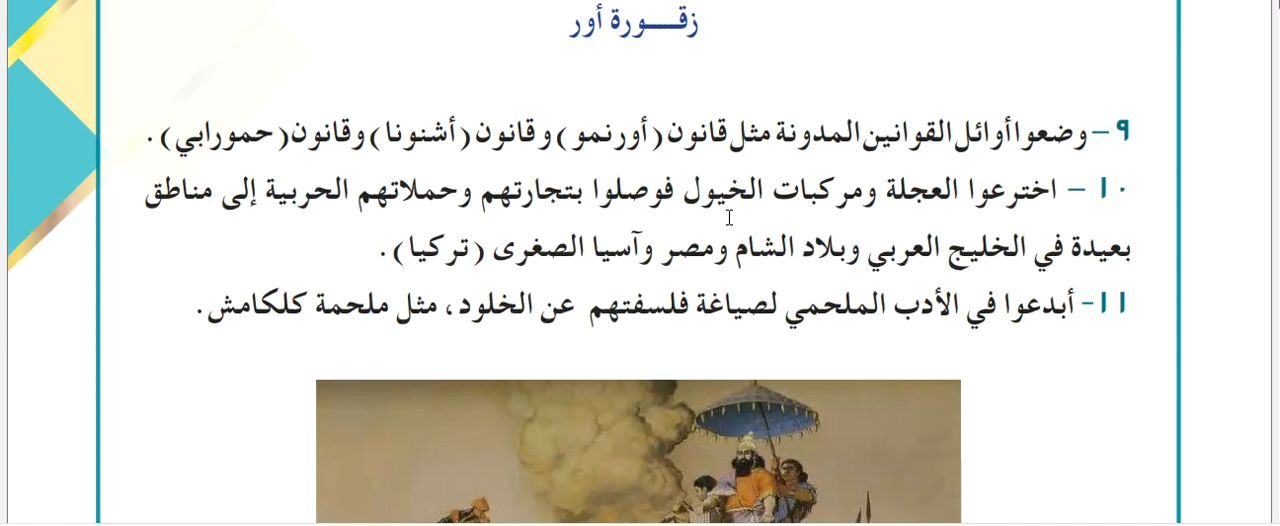 زقـــورة أور
٩ – وضعوا أوائل القوانين المدونة مثل قانون (أورنمو) وقانون (أشنونا) وقانون (حمورابي).
١٠ – اخترعوا العجلة ومركبات الخيول فوصلوا بتجارتهم وحملاتهم الحربية إلى مناطق
بعيدة في الخليج العربي وبلاد الشام ومصر وآسيا الصغرى (تركيا).
١١- أبدعوا في الأدب الملحمي لصياغة فلسفتهم عن الخلود، مثل ملحمة كلكامش.